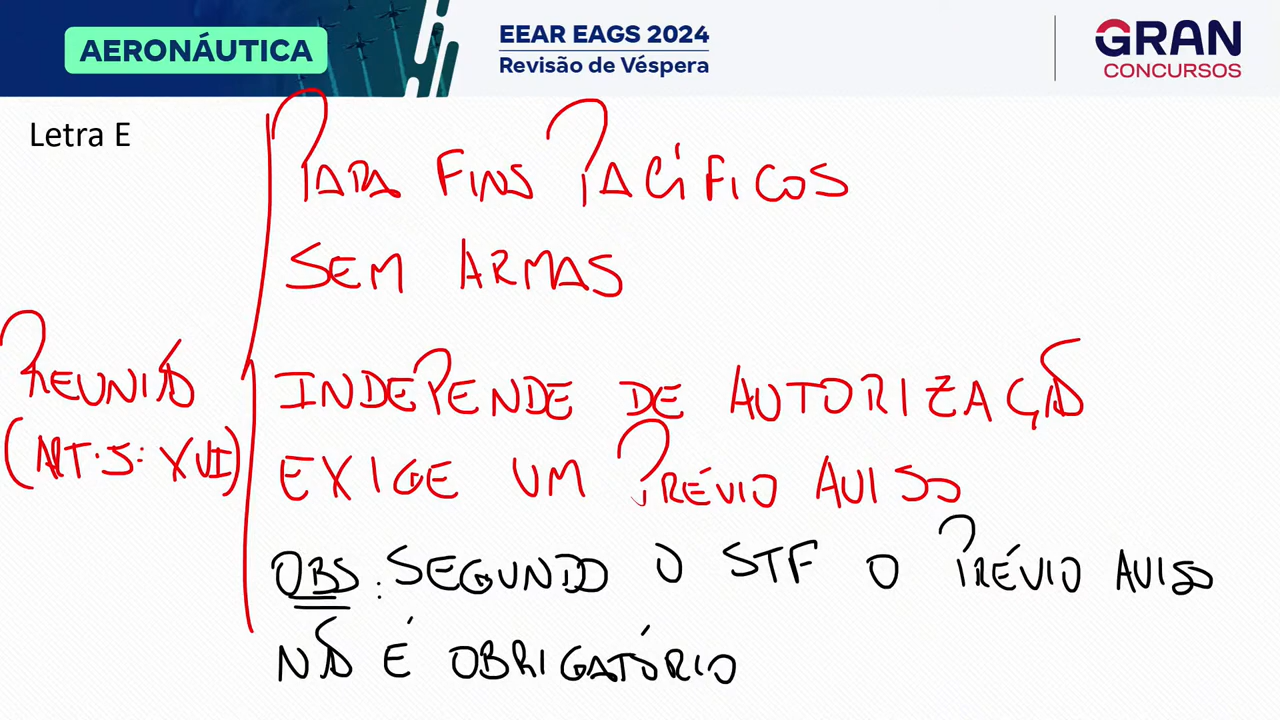 AERONÁUTICA
EEAR EAGS 2024
Revisão de Véspera
GRAN
CONCURSOS
Letra E
PARA FINS PACÍFICOS
SEM ARMAS
REUNIÃO
(ART. 5º XVI)
INDEPENDE DE AUTORIZAÇÃO
EXIGE UM PRÉVIO AVISO
OBS: SEGUNDO O STF O PRÉVIO AVISO
NÃO É OBRIGATÓRIO